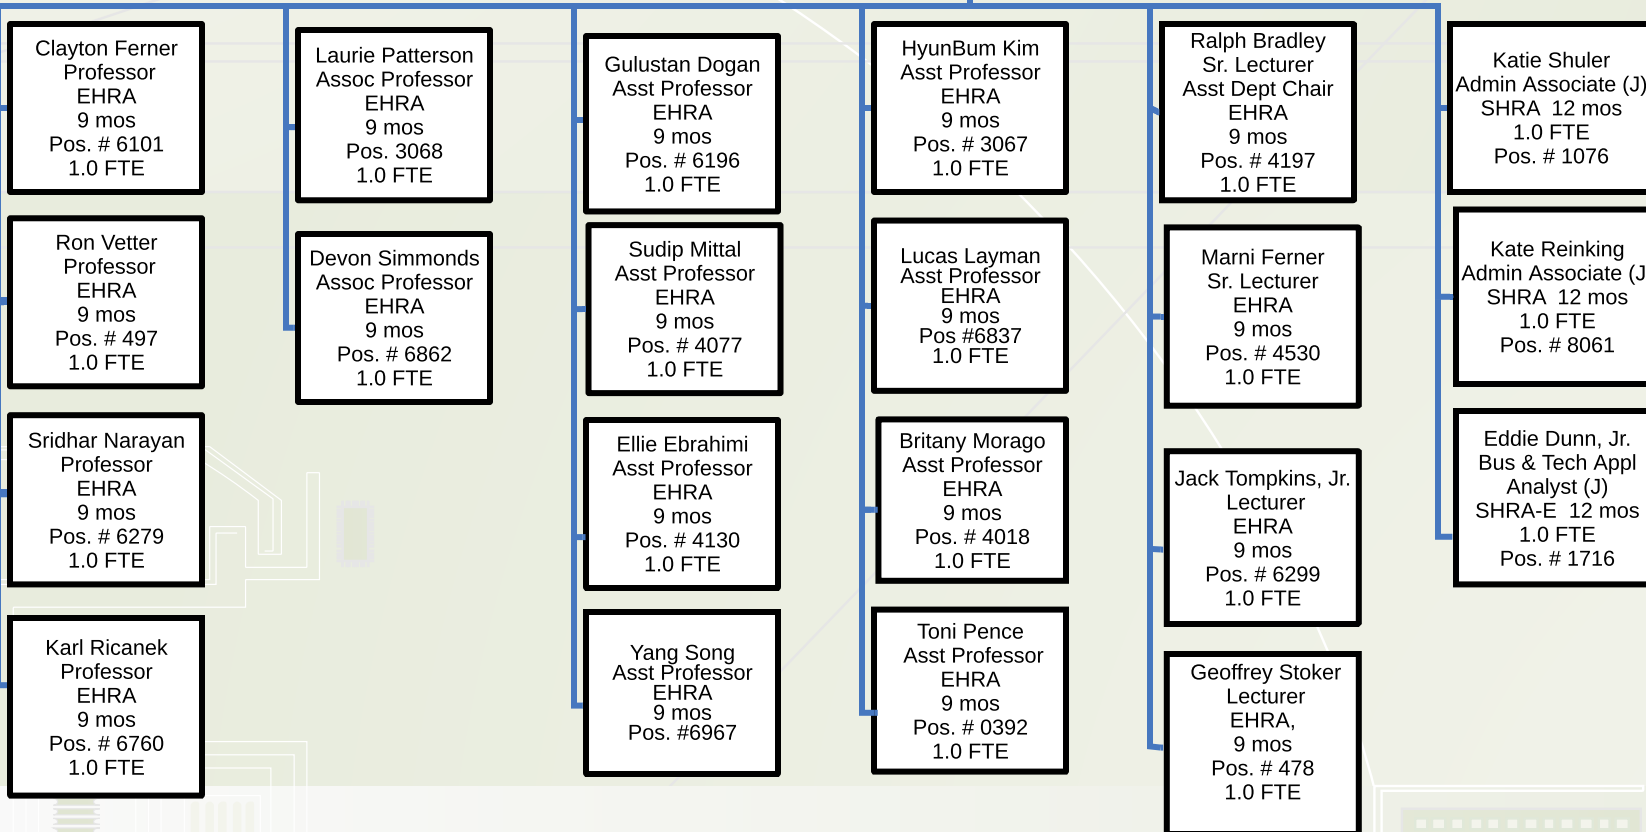 Clayton Ferner
Professor
EHRA
9 mos
Pos. # 6101
1.0 FTE
Ron Vetter
Professor
EHRA
9 mos
Pos. # 497
1.0 FTE
Sridhar Narayan
Professor
EHRA
9 mos
Pos. # 6279
1.0 FTE
Karl Ricanek
Professor
EHRA
9 mos
Pos. # 6760
1.0 FTE
Laurie Patterson
Assoc Professor
EHRA
9 mos
Pos. 3068
1.0 FTE
Devon Simmonds
Assoc Professor
EHRA
9 mos
Pos. # 6862
1.0 FTE
Gulustan Dogan
Asst Professor
EHRA
9 mos
Pos. # 6196
1.0 FTE
Sudip Mittal
Asst Professor
EHRA
9 mos
Pos. # 4077
1.0 FTE
Ellie Ebrahimi
Asst Professor
EHRA
9 mos
Pos. # 4130
1.0 FTE
Yang Song
Asst Professor
EHRA
9 mos
Pos. #6967
HyunBum Kim
Asst Professor
EHRA
9 mos
Pos. # 3067
1.0 FTE
Lucas Layman
Asst Professor
EHRA
9 mos
Pos #6837
1.0 FTE
Britany Morago
Asst Professor
EHRA
9 mos
Pos. # 4018
1.0 FTE
Toni Pence
Asst Professor
EHRA
9 mos
Pos. # 0392
1.0 FTE
Ralph Bradley
Sr. Lecturer
Asst Dept Chair
EHRA
9 mos
Pos. # 4197
1.0 FTE
Marni Ferner
Sr. Lecturer
EHRA
9 mos
Pos. # 4530
1.0 FTE
Jack Tompkins, Jr.
Lecturer
EHRA
9 mos
Pos. # 6299
1.0 FTE
Geoffrey Stoker
Lecturer
EHRA,
9 mos
Pos. # 478
1.0 FTE
Katie Shuler
Admin Associate (J)
SHRA 12 mos
1.0 FTE
Pos. # 1076
Kate Reinking
Admin Associate (J
SHRA 12 mos
1.0 FTE
Pos. # 8061
Eddie Dunn, Jr.
Bus & Tech Appl
Analyst (J)
SHRA-E 12 mos
1.0 FTE
Pos. # 1716